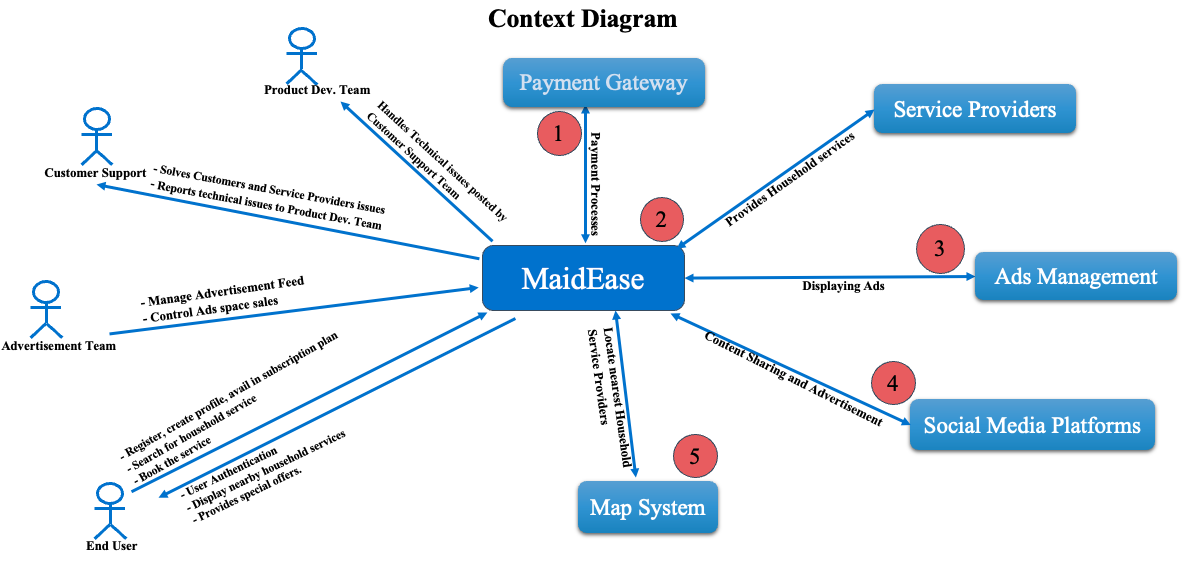 Context Diagram
Product Dev. Team
Payment Gateway
Service Providers
Handles Technical issues posted by
Customer Support Team
1
Payment Processes
Provides Household services
Customer Support
- Solves Customers and Service Providers issues
- Reports technical issues to Product Dev. Team
2
3
MaidEase
Ads Management
Displaying Ads
- Manage Advertisement Feed
- Control Ads space sales
Advertisement Team
Locate nearest Household
Service Providers
Content Sharing and Advertisement
4
Social Media Platforms
- Register, create profile, avail in subscription plan
- Search for household service
- Book the service
- User Authentication
- Display nearby household services
- Provides special offers.
5
Map System
End User